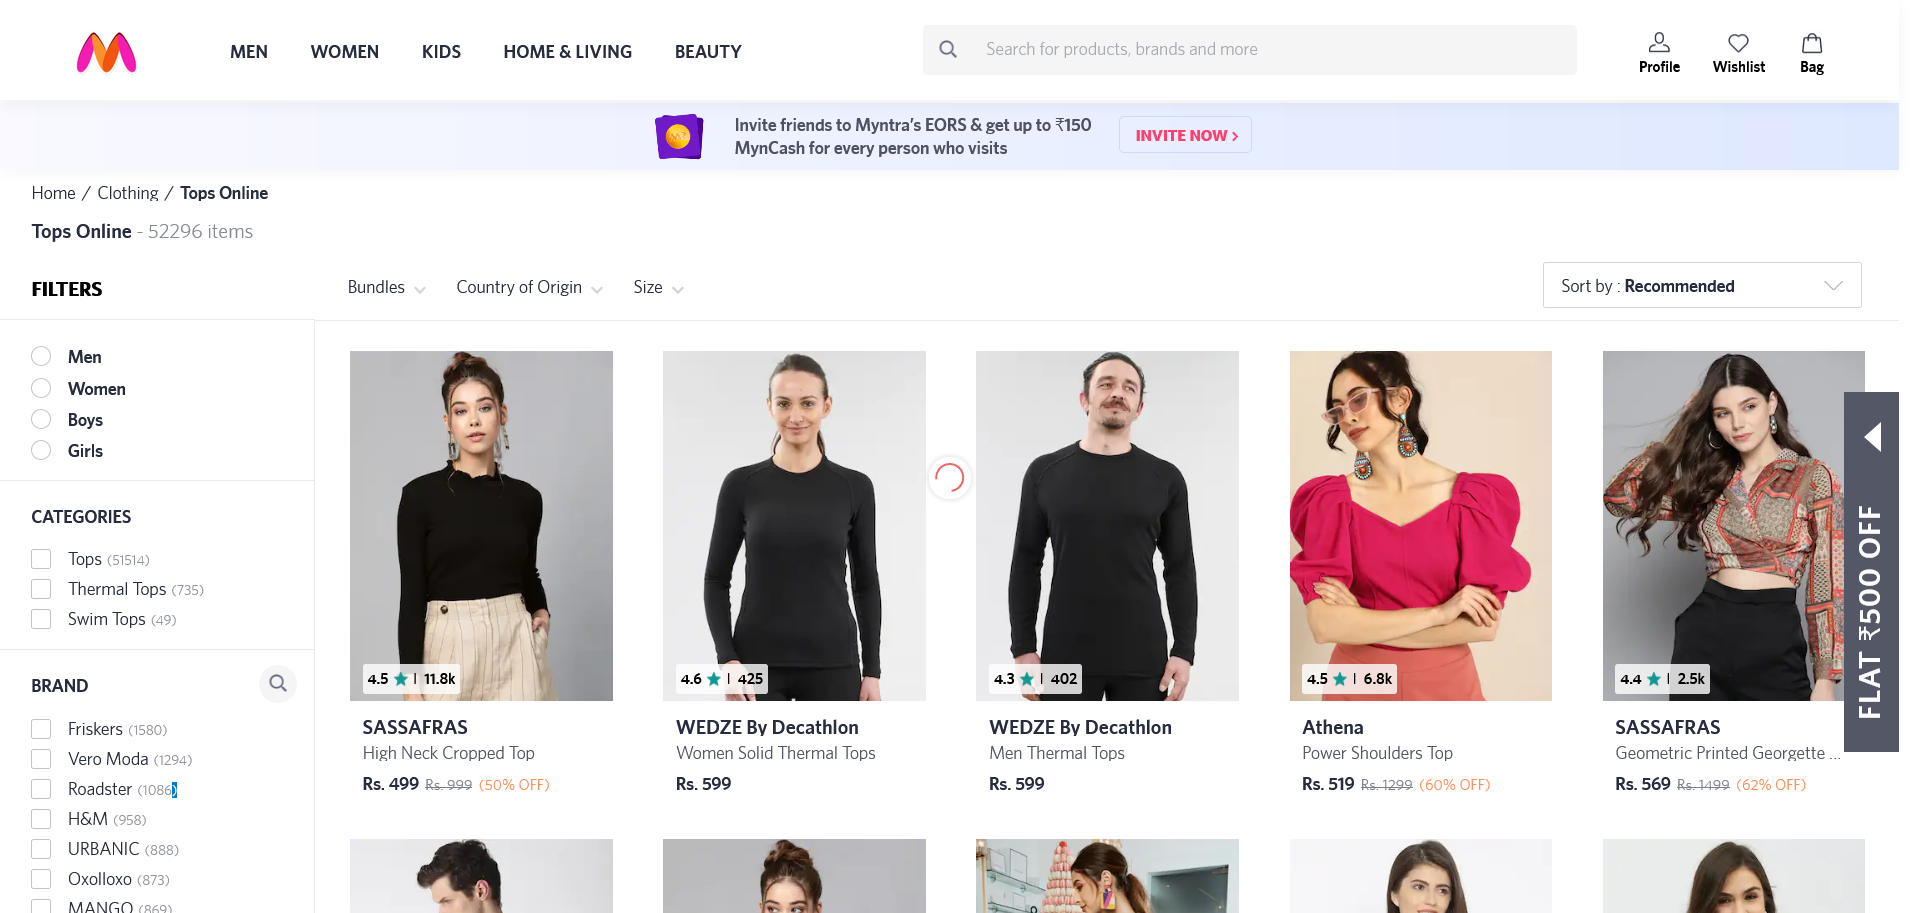 MEN WOMEN KIDS HOME & LIVING BEAUTY
Search for products, brands and more
Profile Wishlist Bag
Invite friends to Myntra's EORS & get up to ₹150
MynCash for every person who visits
INVITE NOW >
Home / Clothing / Tops Online
Tops Online - 52296 items
FILTERS
Bundles Country of Origin Size
Sort by : Recommended
Men
Women
Boys
Girls
CATEGORIES
Tops (51514)
Thermal Tops (735)
Swim Tops (49)
BRAND
Friskers (1580)
Vero Moda (1294)
Roadster (1086)
H&M (958)
URBANIC (888)
Oxolloxo (873)
MANGO (869)
4.5 ★ | 11.8k
SASSAFRAS
High Neck Cropped Top
Rs. 499 Rs. 999 (50% OFF)
4.6 ★ | 425
WEDZE By Decathlon
Women Solid Thermal Tops
Rs. 599
4.3 ★ | 402
WEDZE By Decathlon
Men Thermal Tops
Rs. 599
4.5 ★ | 6.8k
Athena
Power Shoulders Top
Rs. 519 Rs. 1299 (60% OFF)
4.4 ★ | 2.5k
SASSAFRAS
Geometric Printed Georgette ...
Rs. 569 Rs. 1499 (62% OFF)
FLAT ₹500 OFF